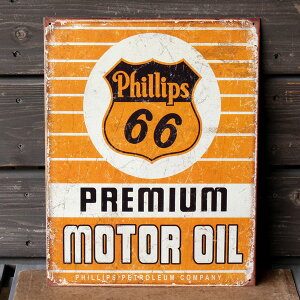 Phillips
66
PREMIUM
MOTOR OIL
PHILLIPS PETROLEUM COMPANY